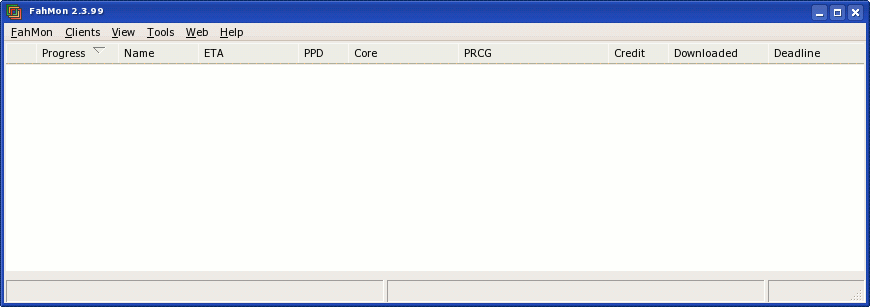 FahMon 2.3.99
FahMon Clients View Tools Web Help
Progress Name ETA PPD Core PRCG Credit Downloaded Deadline